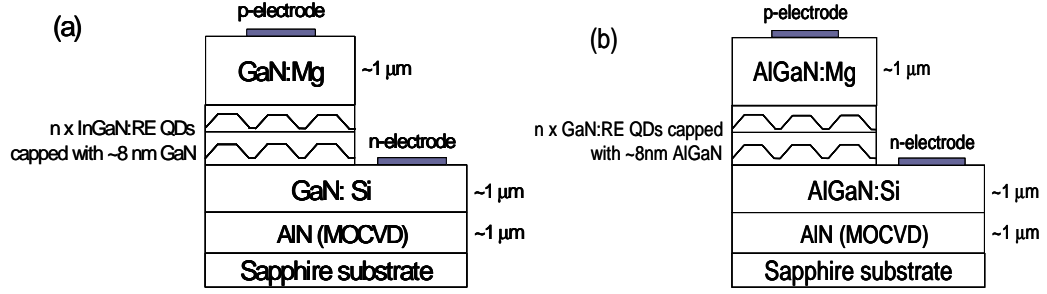 (a)
p-electrode
GaN:Mg
~1 μm
n x InGaN:RE QDs
capped with ~8 nm GaN
n-electrode
GaN: Si
~1 μm
AlN (MOCVD)
~1 μm
Sapphire substrate
(b)
p-electrode
AlGaN:Mg
~1 μm
n x GaN:RE QDs capped
with ~8nm AlGaN
n-electrode
AlGaN:Si
~1 μm
AlN (MOCVD)
~1 μm
Sapphire substrate